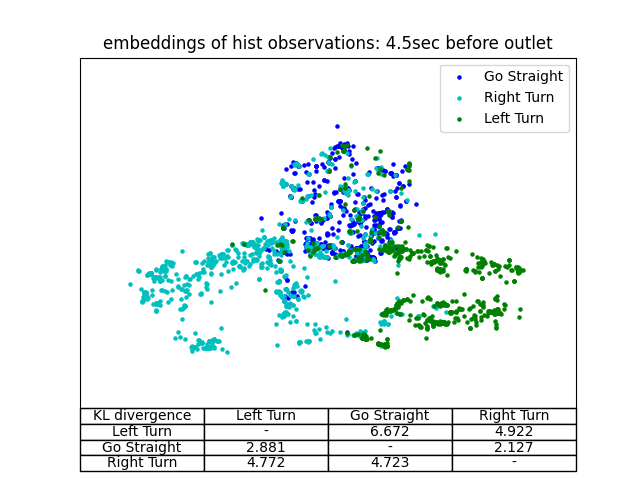 embeddings of hist observations: 4.5sec before outlet
Go Straight
Right Turn
Left Turn
KL divergence Left Turn Go Straight Right Turn
Left Turn - 6.672 4.922
Go Straight 2.881 - 2.127
Right Turn 4.772 4.723 -